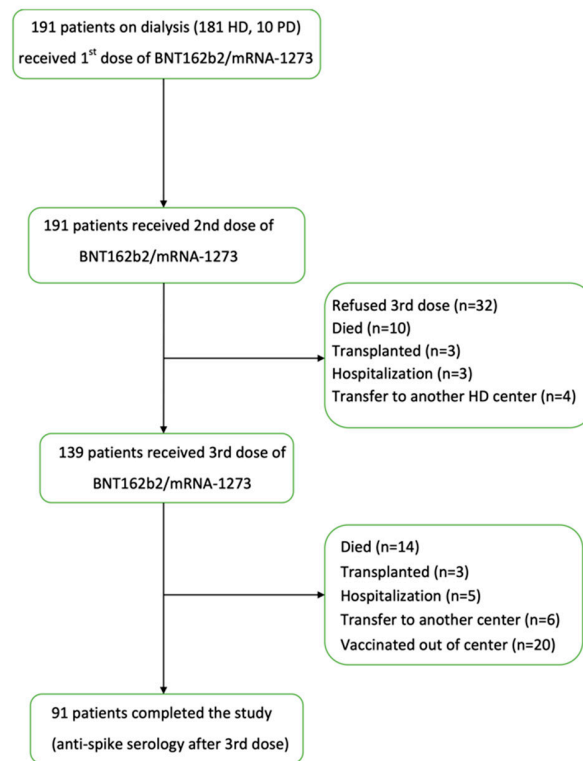 191 patients on dialysis (181 HD, 10 PD)
received 1st dose of BNT162b2/mRNA-1273
191 patients received 2nd dose of
BNT162b2/mRNA-1273
Refused 3rd dose (n=32)
Died (n=10)
Transplanted (n=3)
Hospitalization (n=3)
Transfer to another HD center (n=4)
139 patients received 3rd dose of
BNT162b2/mRNA-1273
Died (n=14)
Transplanted (n=3)
Hospitalization (n=5)
Transfer to another center (n=6)
Vaccinated out of center (n=20)
91 patients completed the study
(anti-spike serology after 3rd dose)